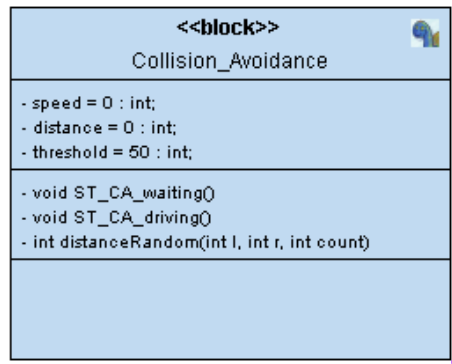 <<block>>
Collision_Avoidance
- speed = 0 : int;
- distance = 0 : int;
- threshold = 50 : int;
- void ST_CA_waiting()
- void ST_CA_driving()
- int distanceRandom(int l, int r, int count)